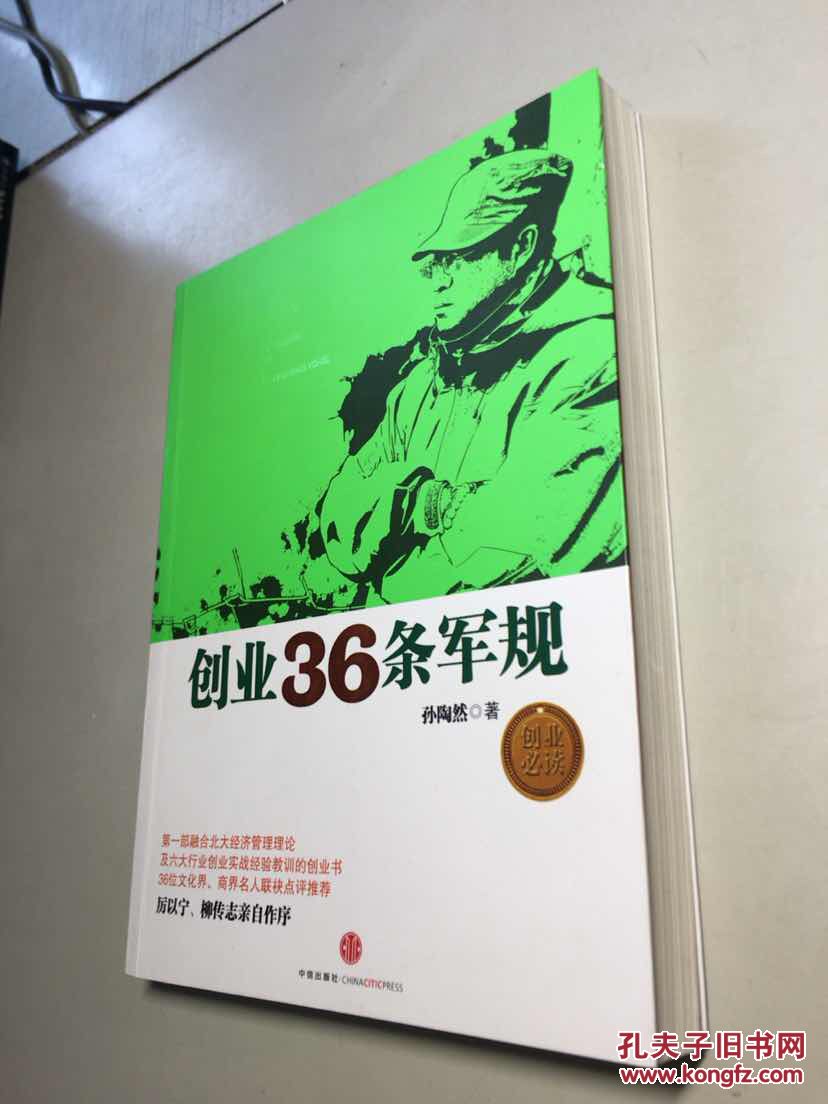 创业36条军规
孙陶然◎著
创业
必读
第一部融合北大经济管理理论
及六大行业创业实战经验教训的创业书
36位文化界、商界名人联袂点评推荐
厉以宁、柳传志亲自作序
中信出版社·CHINACITICPRESS
孔夫子旧书网
www.kongfz.com